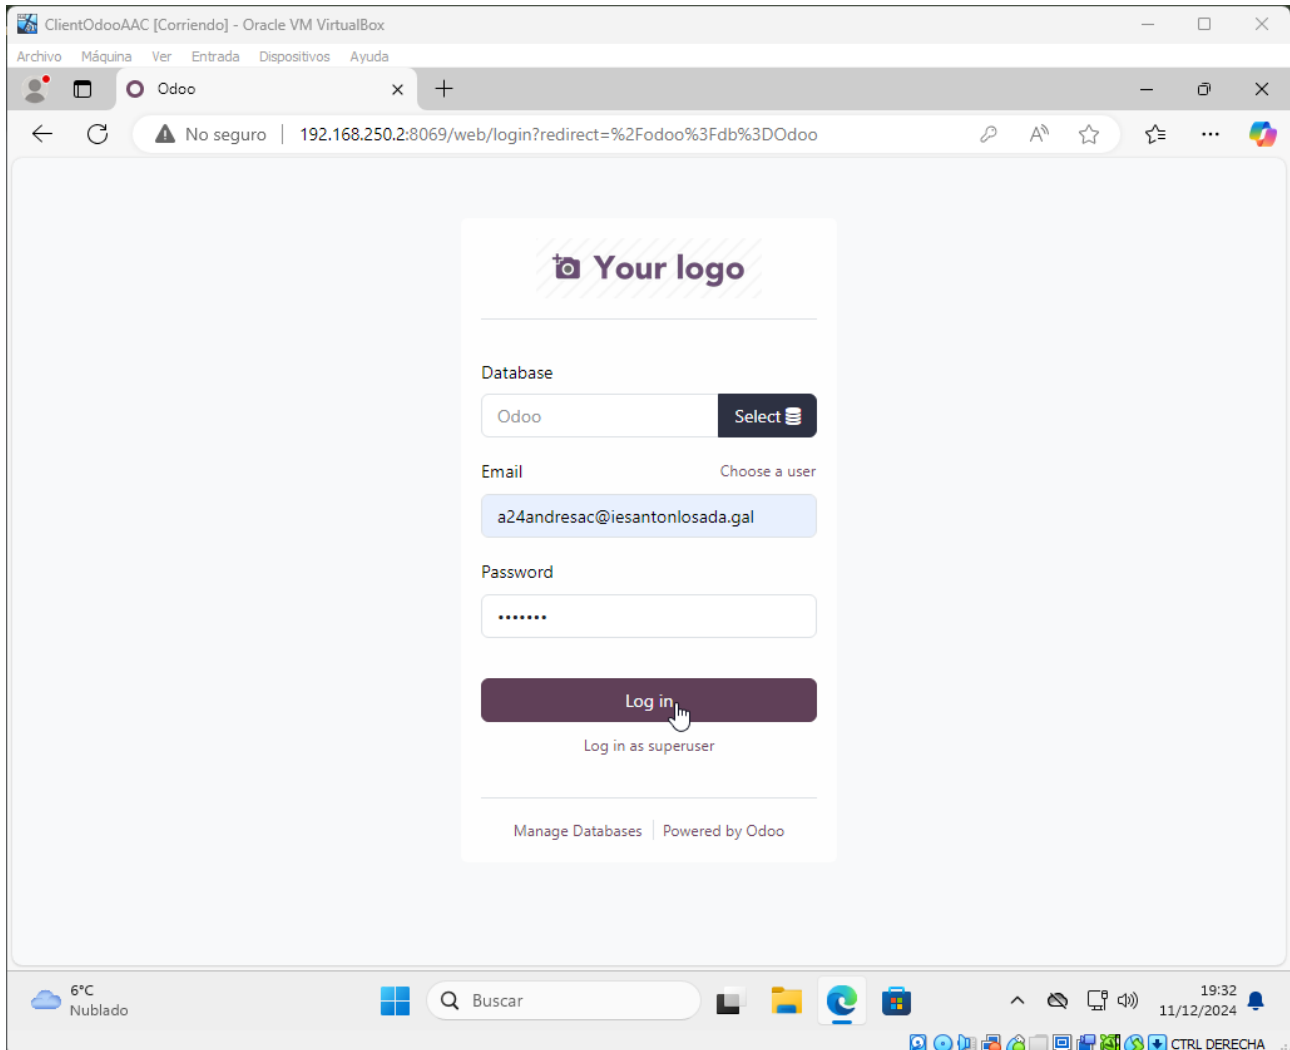 ClientOdooAAC [Corriendo] - Oracle VM VirtualBox
Archivo Máquina Ver Entrada Dispositivos Ayuda
Odoo
No seguro 192.168.250.2:8069/web/login?redirect=%2Fodoo%3Fdb%3DOdoo
Your logo
Database
Odoo Select
Email Choose a user
a24andresac@iesantonlosada.gal
Password
•••••••
Log in
Log in as superuser
Manage Databases Powered by Odoo
6°C
Nublado
Buscar
19:32
11/12/2024
CTRL DERECHA